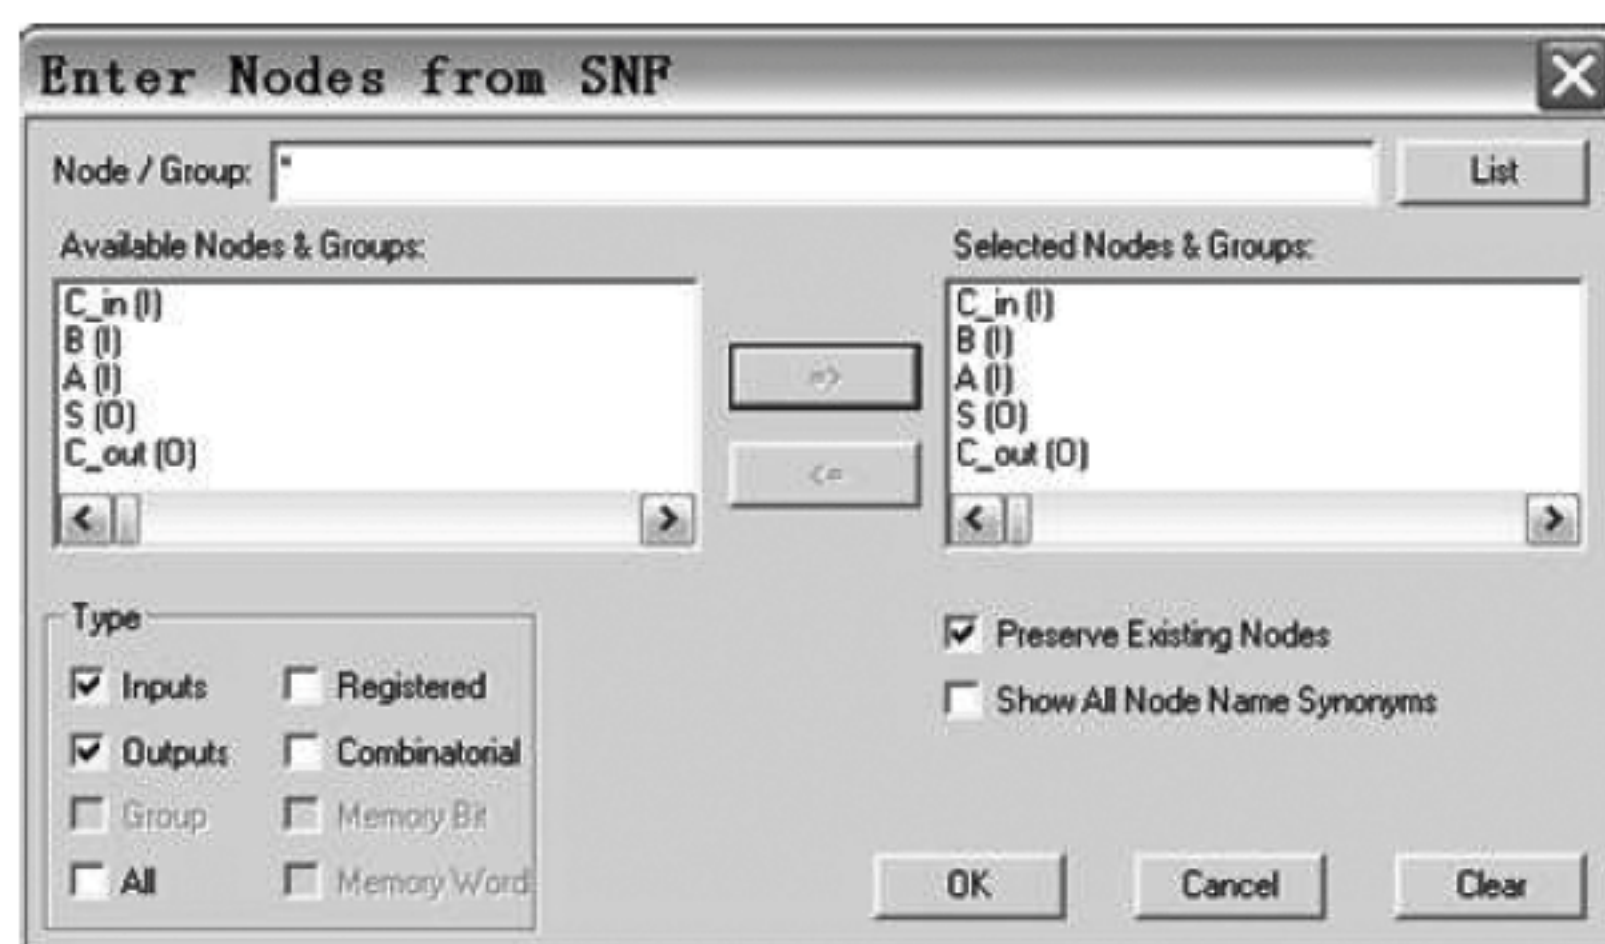 Enter Nodes from SNF
Node / Group: * List
Available Nodes & Groups: Selected Nodes & Groups:
C_in (I) C_in (I)
B (I) B (I)
A (I) A (I)
S (O) S (O)
C_out (O) C_out (O)
=>
<=
Type
Inputs Registered
Outputs Combinatorial
Group Memory Bit
All Memory Word
Preserve Existing Nodes
Show All Node Name Synonyms
OK Cancel Clear